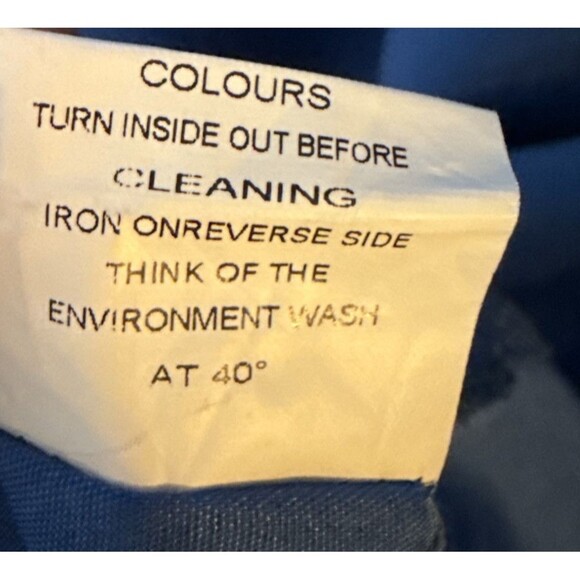 COLOURS
TURN INSIDE OUT BEFORE
CLEANING
IRON ONREVERSE SIDE
THINK OF THE
ENVIRONMENT WASH
AT 40°